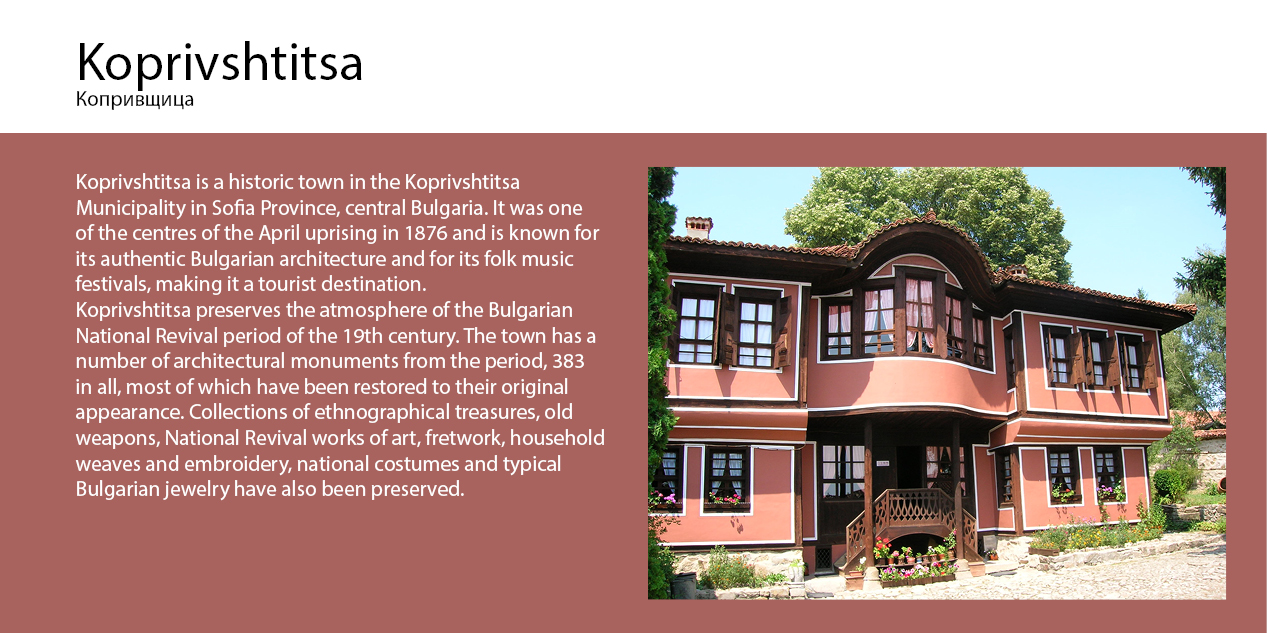 Koprivshtitsa
Копривщица
Koprivshtitsa is a historic town in the Koprivshtitsa
Municipality in Sofia Province, central Bulgaria. It was one
of the centres of the April uprising in 1876 and is known for
its authentic Bulgarian architecture and for its folk music
festivals, making it a tourist destination.
Koprivshtitsa preserves the atmosphere of the Bulgarian
National Revival period of the 19th century. The town has a
number of architectural monuments from the period, 383
in all, most of which have been restored to their original
appearance. Collections of ethnographical treasures, old
weapons, National Revival works of art, fretwork, household
weaves and embroidery, national costumes and typical
Bulgarian jewelry have also been preserved.